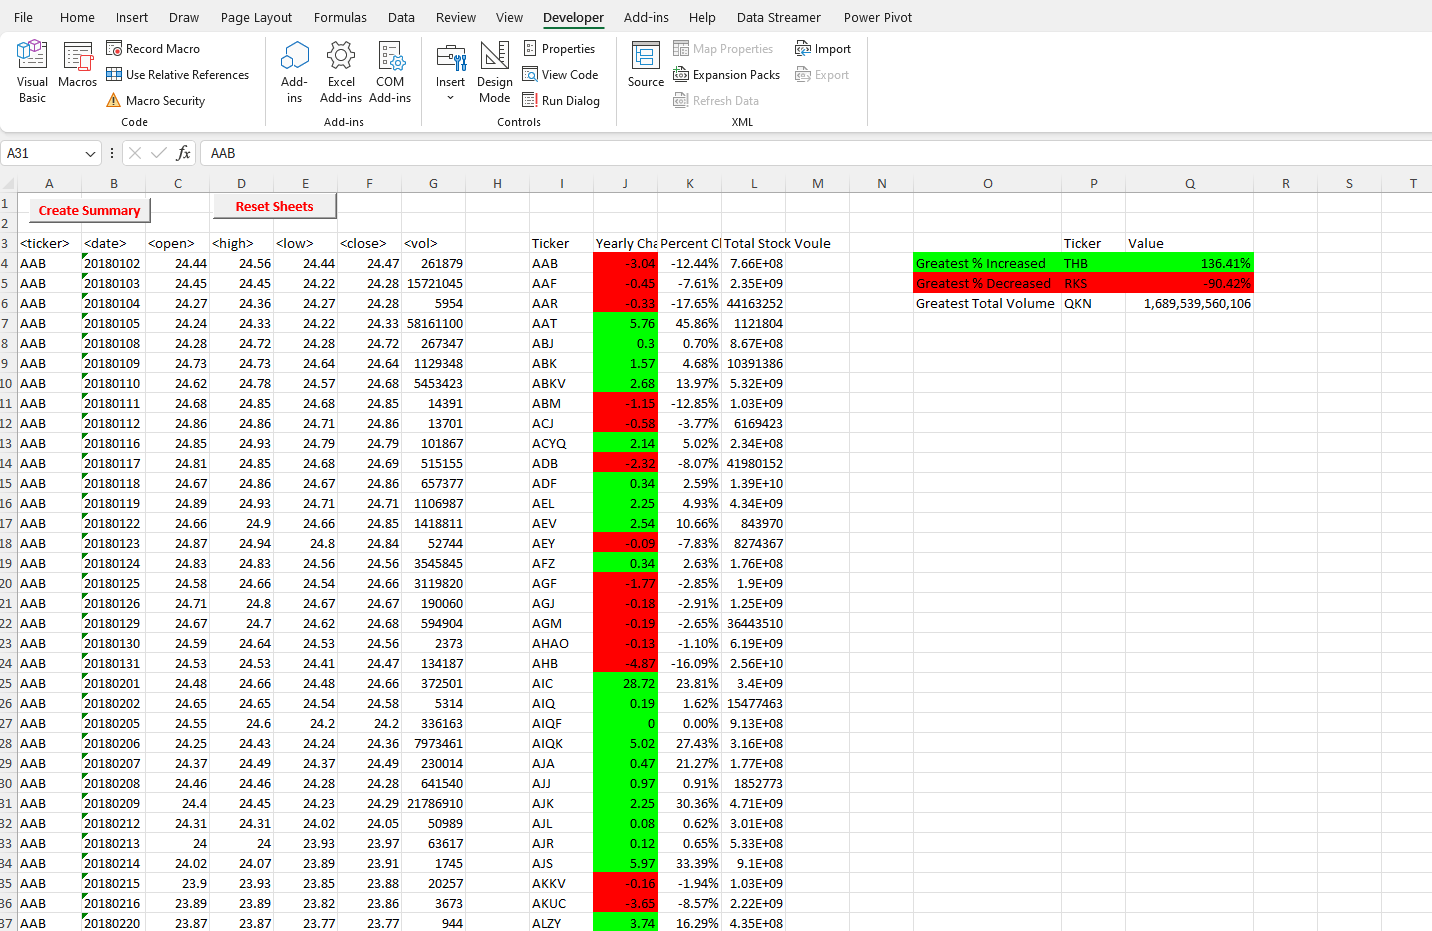 File Home Insert Draw Page Layout Formulas Data Review View Developer Add-ins Help Data Streamer Power Pivot
Visual Basic
Macros
Record Macro
Use Relative References
Macro Security
Code
Add-ins
Excel Add-ins
COM Add-ins
Add-ins
Insert
Design Mode
Properties
View Code
Run Dialog
Controls
Source
Map Properties
Expansion Packs
Refresh Data
Import
Export
XML
A31 fx AAB
A B C D E F G H I J K L M N O P Q R S T
1 Create Summary Reset Sheets
2
3 <ticker> <date> <open> <high> <low> <close> <vol> Ticker Yearly Cha Percent Cl Total Stock Voule Ticker Value
4 AAB 20180102 24.44 24.56 24.44 24.47 261879 AAB -3.04 -12.44% 7.66E+08 Greatest % Increased THB 136.41%
5 AAB 20180103 24.45 24.45 24.22 24.28 15721045 AAF -0.45 -7.61% 2.35E+09 Greatest % Decreased RKS -90.42%
6 AAB 20180104 24.27 24.36 24.27 24.28 5954 AAR -0.33 -17.65% 44163252 Greatest Total Volume QKN 1,689,539,560,106
7 AAB 20180105 24.24 24.33 24.22 24.33 58161100 AAT 5.76 45.86% 1121804
8 AAB 20180108 24.28 24.72 24.28 24.72 267347 ABJ 0.3 0.70% 8.67E+08
9 AAB 20180109 24.73 24.73 24.64 24.64 1129348 ABK 1.57 4.68% 10391386
10 AAB 20180110 24.62 24.78 24.57 24.68 5453423 ABKV 2.68 13.97% 5.32E+09
11 AAB 20180111 24.68 24.85 24.68 24.85 14391 ABM -1.15 -12.85% 1.03E+09
12 AAB 20180112 24.86 24.86 24.71 24.86 13701 ACJ -0.58 -3.77% 6169423
13 AAB 20180116 24.85 24.93 24.79 24.79 101867 ACYQ 2.14 5.02% 2.34E+08
14 AAB 20180117 24.81 24.85 24.68 24.69 515155 ADB -2.32 -8.07% 41980152
15 AAB 20180118 24.67 24.86 24.67 24.86 657377 ADF 0.34 2.59% 1.39E+10
16 AAB 20180119 24.89 24.93 24.71 24.71 1106987 AEL 2.25 4.93% 4.34E+09
17 AAB 20180122 24.66 24.9 24.66 24.85 1418811 AEV 2.54 10.66% 843970
18 AAB 20180123 24.87 24.94 24.8 24.84 52744 AEY -0.09 -7.83% 8274367
19 AAB 20180124 24.83 24.83 24.56 24.56 3545845 AFZ 0.34 2.63% 1.76E+08
20 AAB 20180125 24.58 24.66 24.54 24.66 3119820 AGF -1.77 -2.85% 1.9E+09
21 AAB 20180126 24.71 24.8 24.67 24.67 190060 AGJ -0.18 -2.91% 1.25E+09
22 AAB 20180129 24.67 24.7 24.62 24.68 594904 AGM -0.19 -2.65% 36443510
23 AAB 20180130 24.59 24.64 24.53 24.56 2373 AHAO -0.13 -1.10% 6.19E+09
24 AAB 20180131 24.53 24.53 24.41 24.47 134187 AHB -4.87 -16.09% 2.56E+10
25 AAB 20180201 24.48 24.66 24.48 24.66 372501 AIC 28.72 23.81% 3.4E+09
26 AAB 20180202 24.65 24.65 24.54 24.58 5314 AIQ 0.19 1.62% 15477463
27 AAB 20180205 24.55 24.6 24.2 24.2 336163 AIQF 0 0.00% 9.13E+08
28 AAB 20180206 24.25 24.43 24.24 24.36 7973461 AIQK 5.02 27.43% 3.16E+08
29 AAB 20180207 24.37 24.49 24.37 24.49 230014 AJA 0.47 21.27% 1.77E+08
30 AAB 20180208 24.46 24.46 24.28 24.28 641540 AJJ 0.97 0.91% 1852773
31 AAB 20180209 24.4 24.45 24.23 24.29 21786910 AJK 2.25 30.36% 4.71E+09
32 AAB 20180212 24.31 24.31 24.02 24.05 50989 AJL 0.08 0.62% 3.01E+08
33 AAB 20180213 24 24 23.93 23.97 63617 AJR 0.12 0.65% 5.33E+08
34 AAB 20180214 24.02 24.07 23.89 23.91 1745 AJS 5.97 33.39% 9.1E+08
35 AAB 20180215 23.9 23.93 23.85 23.88 20257 AKKV -0.16 -1.94% 1.03E+09
36 AAB 20180216 23.89 23.89 23.82 23.86 3673 AKUC -3.65 -8.57% 2.22E+09
37 AAB 20180220 23.87 23.87 23.77 23.77 944 ALZY 3.74 16.29% 4.35E+08